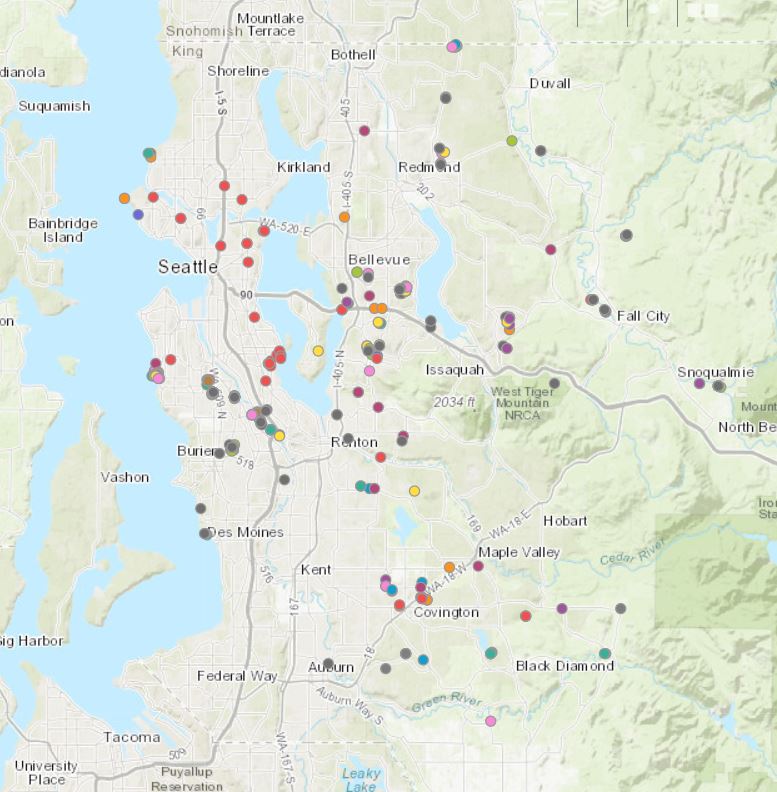 Mountlake
Terrace
Snohomish
King
Bothell
dianola
Shoreline
Duvall
I-5 S
405
Suquamish
Kirkland
Redmond
I-405 S
202
99
WA-520-E
Bainbridge
Island
Bellevue
Seattle
90
on
Fall City
I-405-N
Issaquah
Snoqualmie
West Tiger
Mountain
NRCA
2034 ft
Mount
North Be
Renton
Burien
518
Vashon
Iron
Sta
169
WA-18-E
Hobart
Des Moines
Maple Valley
Cedar River
516
Kent
WA-18-W
167
Covington
Gig Harbor
18
Auburn
Black Diamond
Federal Way
Auburn Way S
Green River
Tacoma
509
WA-167-S
University
Place
Puyallup
Reservation
Leaky
Lake